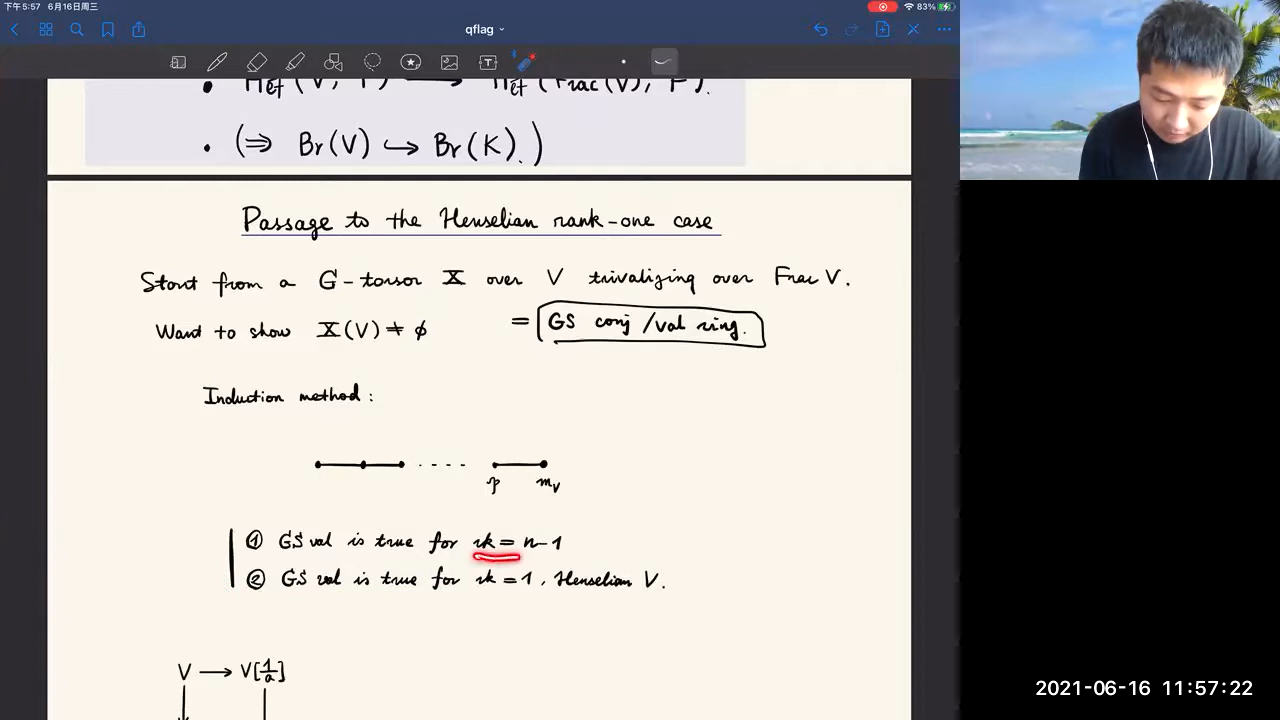 下午5:57 6月16日周三
83%
qflag
(⇒ Br(V) ↪ Br(K).)
Passage to the Henselian rank-one case
Start from a G-torsor X over V trivalizing over Frac V.
Want to show X(V) ≠ ∅ = GS conj /val ring.
Induction method:
p m_V
① GS val is true for rk = n-1
② GS val is true for rk = 1, Henselian V.
V → V[1/a]
2021-06-16 11:57:22